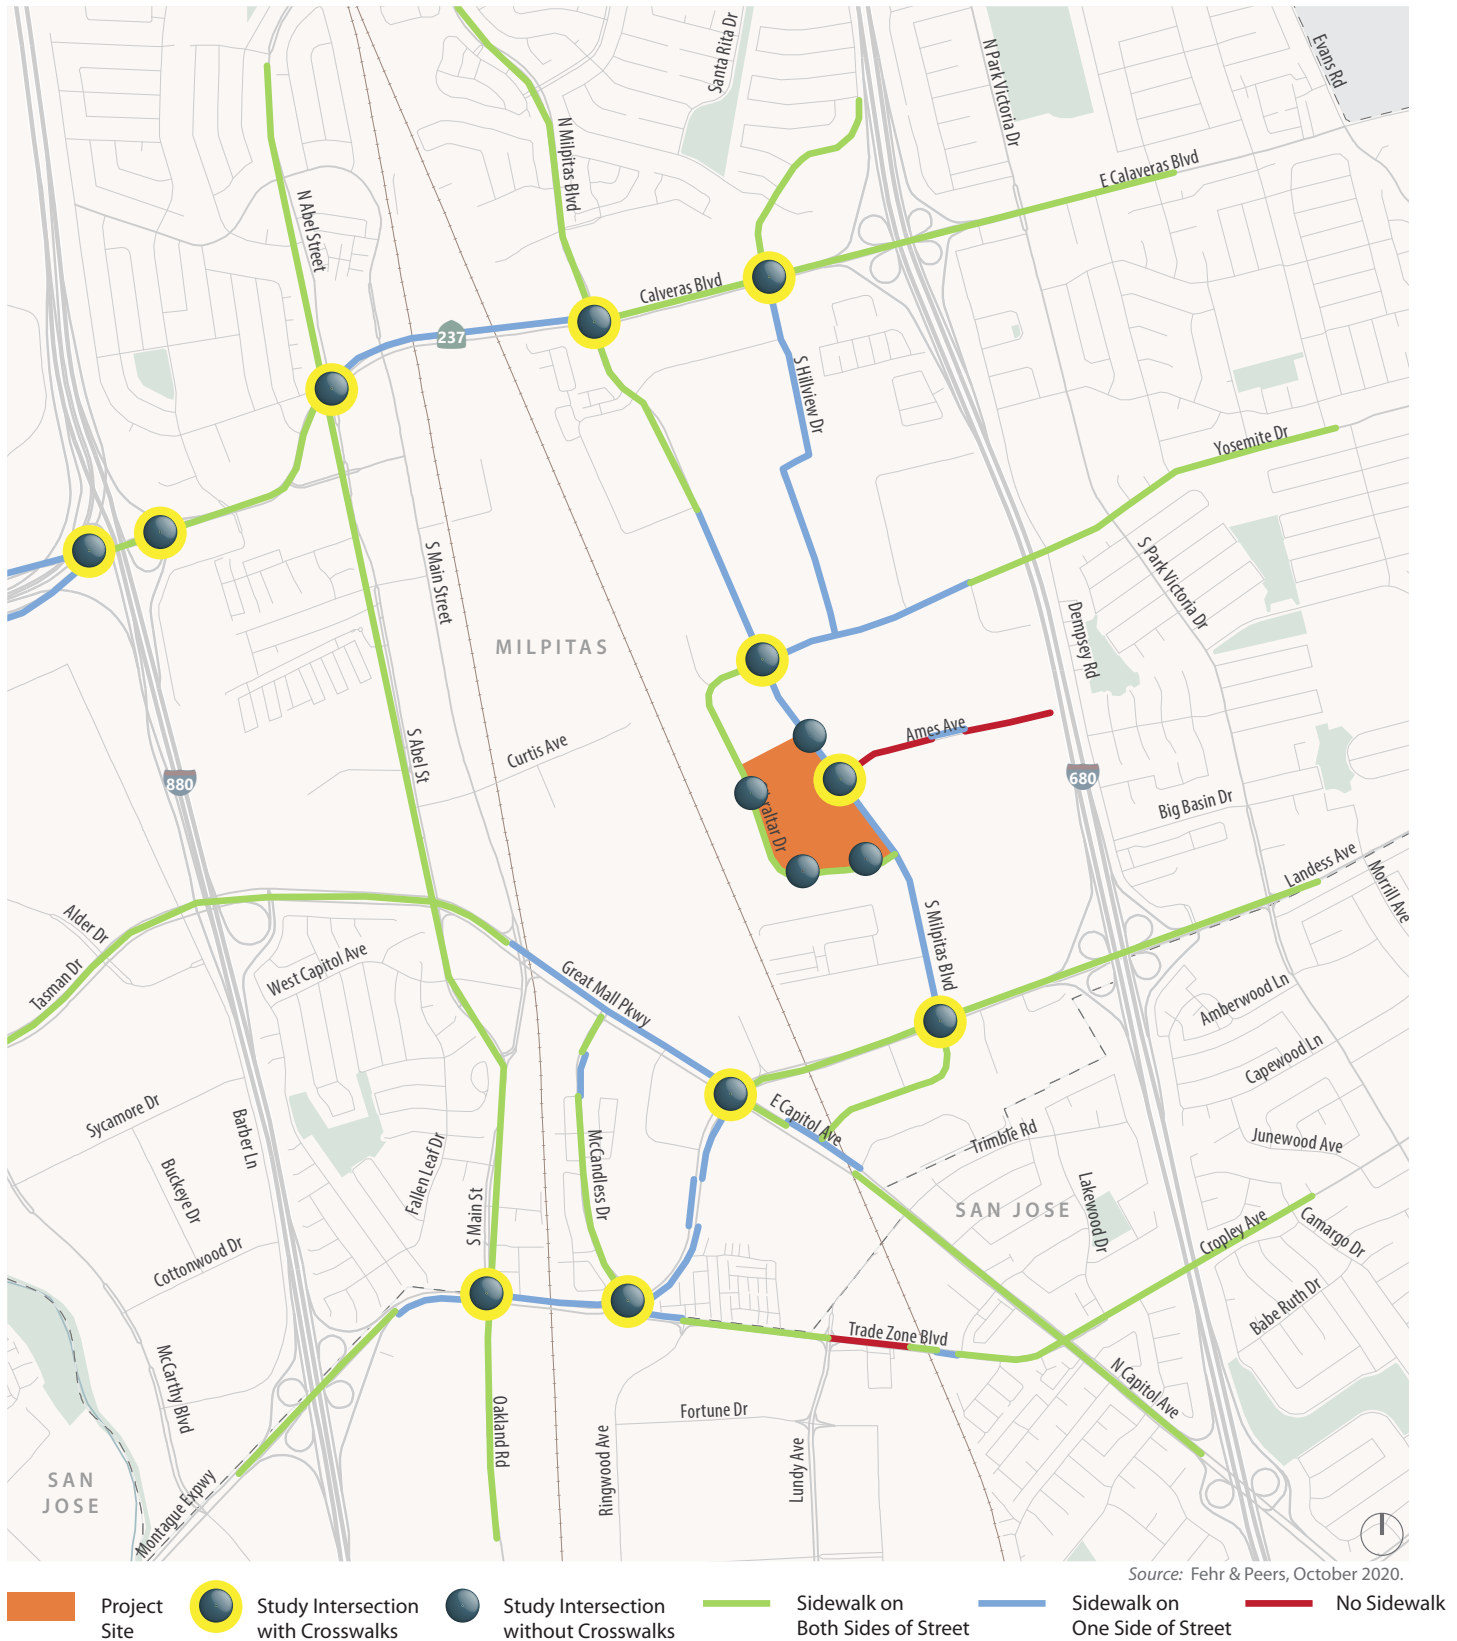 Santa Rita Dr
N Park Victoria Dr
Evans Rd
N Milpitas Blvd
E Calaveras Blvd
N Abel Street
Calveras Blvd
237
S Hillview Dr
Yosemite Dr
S Main Street
S Park Victoria Dr
MILPITAS
Dempsey Rd
S Abel St
Curtis Ave
Ames Ave
880
680
Big Basin Dr
raltar Dr
Landess Ave
Morrill Ave
Alder Dr
Tasman Dr
West Capitol Ave
Great Mall Pkwy
S Milpitas Blvd
Amberwood Ln
Capewood Ln
Sycamore Dr
Barber Ln
E Capitol Ave
Trimble Rd
Junewood Ave
Buckeye Dr
Fallen Leaf Dr
McCandless Dr
S Main St
SAN JOSE
Lakewood Dr
Cropley Ave
Camargo Dr
Cottonwood Dr
Babe Ruth Dr
Trade Zone Blvd
McCarthy Blvd
N Capitol Ave
Oakland Rd
Ringwood Ave
Fortune Dr
Lundy Ave
SAN
JOSE
Montague Expwy
Source: Fehr & Peers, October 2020.
Project
Site
Study Intersection
with Crosswalks
Study Intersection
without Crosswalks
Sidewalk on
Both Sides of Street
Sidewalk on
One Side of Street
No Sidewalk